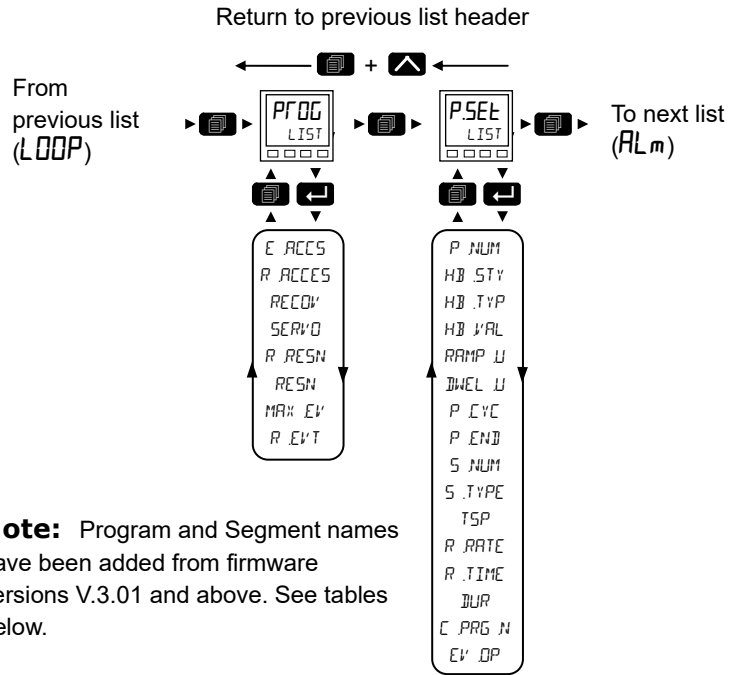 Return to previous list header
+
From
previous list
(LOOP)
PROG
LIST
P.SEt
LIST
To next list
(ALm)
E.ACCS
R.ACCES
RECOV
SERVO
R.RESN
RESN
MAX.EV
R.EVT
P.NUM
HB.STY
HB.TYP
HB.VAL
RAMP.U
DWEL.U
P.CYC
P.END
S.NUM
S.TYPE
TSP
R.RATE
R.TIME
DUR
C.PRG.N
EV.OP
ote: Program and Segment names
ave been added from firmware
ersions V.3.01 and above. See tables
elow.